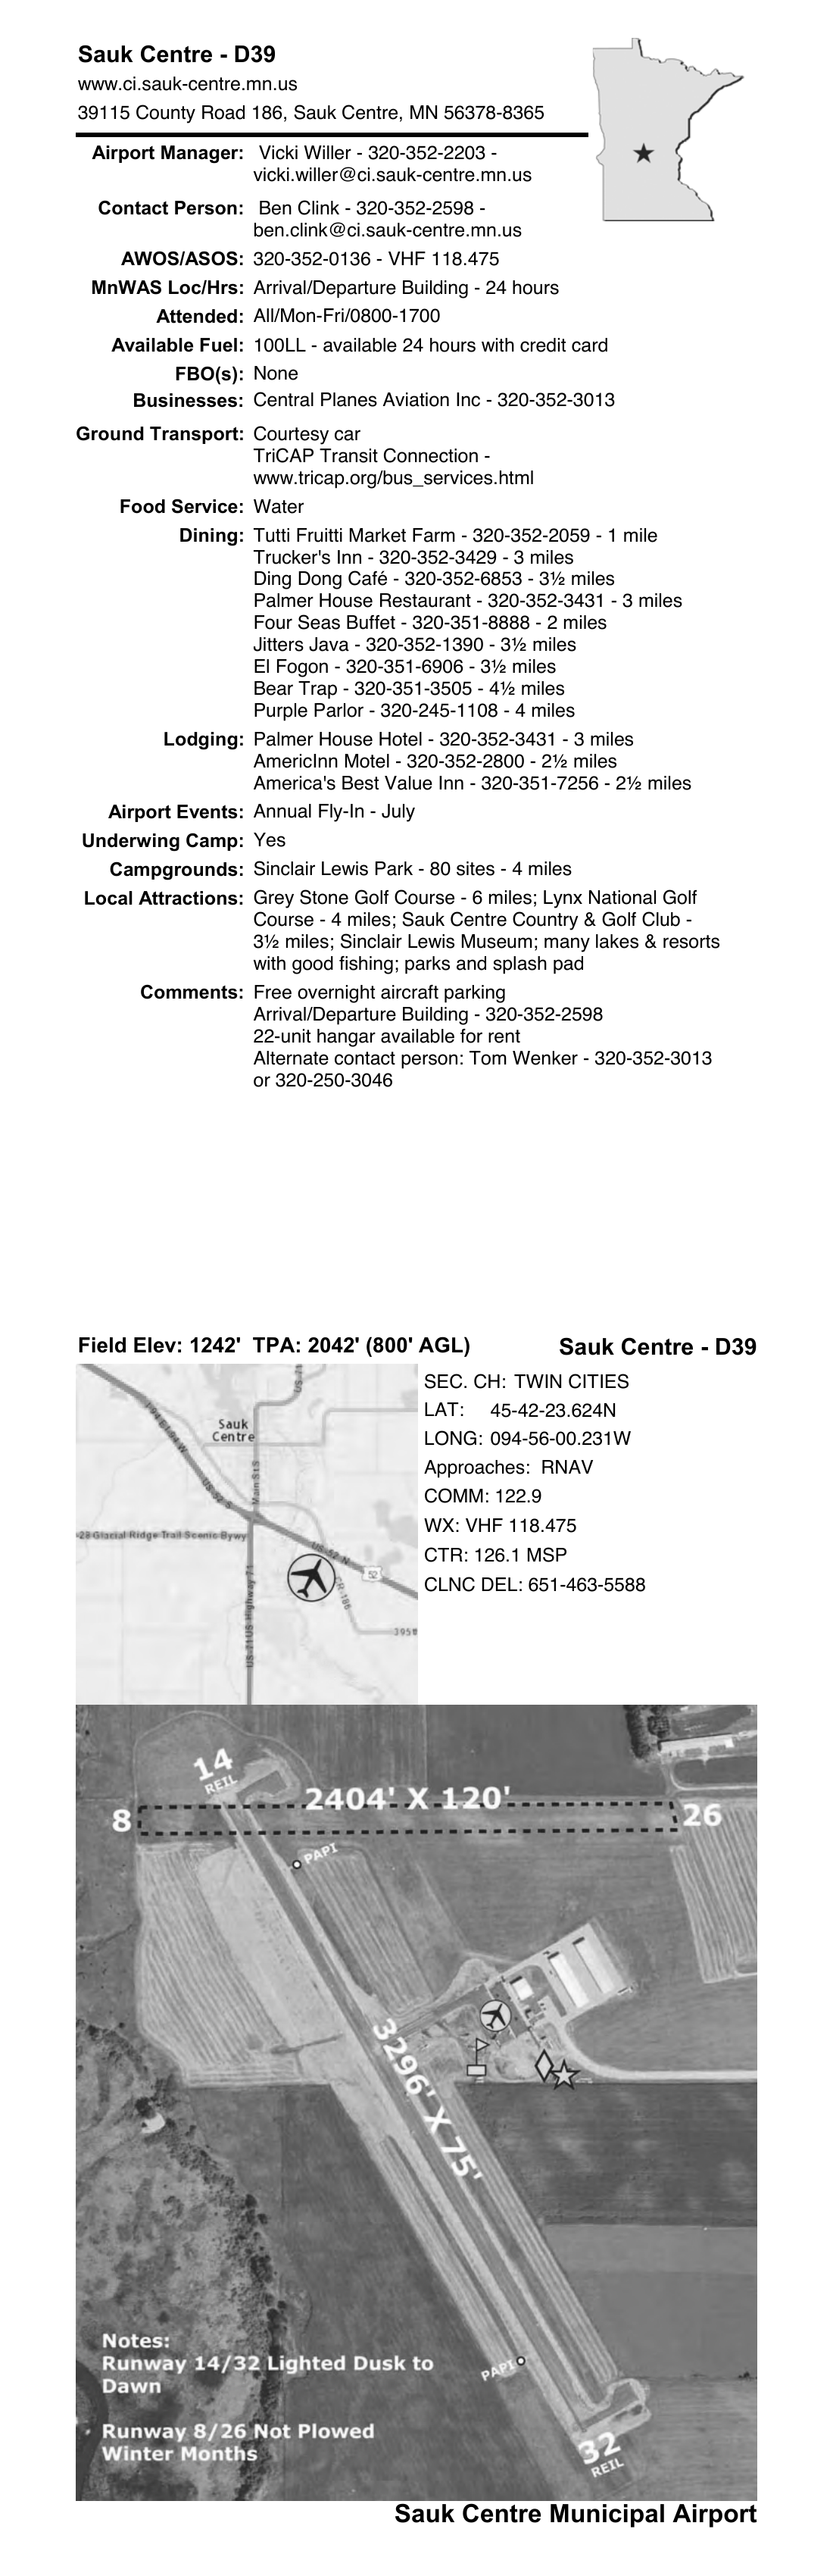 Sauk Centre - D39
www.ci.sauk-centre.mn.us
39115 County Road 186, Sauk Centre, MN 56378-8365
Airport Manager: Vicki Willer - 320-352-2203 -
vicki.willer@ci.sauk-centre.mn.us
Contact Person: Ben Clink - 320-352-2598 -
ben.clink@ci.sauk-centre.mn.us
AWOS/ASOS: 320-352-0136 - VHF 118.475
MnWAS Loc/Hrs: Arrival/Departure Building - 24 hours
Attended: All/Mon-Fri/0800-1700
Available Fuel: 100LL - available 24 hours with credit card
FBO(s): None
Businesses: Central Planes Aviation Inc - 320-352-3013
Ground Transport: Courtesy car
TriCAP Transit Connection -
www.tricap.org/bus_services.html
Food Service: Water
Dining: Tutti Fruitti Market Farm - 320-352-2059 - 1 mile
Trucker's Inn - 320-352-3429 - 3 miles
Ding Dong Café - 320-352-6853 - 3½ miles
Palmer House Restaurant - 320-352-3431 - 3 miles
Four Seas Buffet - 320-351-8888 - 2 miles
Jitters Java - 320-352-1390 - 3½ miles
El Fogon - 320-351-6906 - 3½ miles
Bear Trap - 320-351-3505 - 4½ miles
Purple Parlor - 320-245-1108 - 4 miles
Lodging: Palmer House Hotel - 320-352-3431 - 3 miles
AmericInn Motel - 320-352-2800 - 2½ miles
America's Best Value Inn - 320-351-7256 - 2½ miles
Airport Events: Annual Fly-In - July
Underwing Camp: Yes
Campgrounds: Sinclair Lewis Park - 80 sites - 4 miles
Local Attractions: Grey Stone Golf Course - 6 miles; Lynx National Golf
Course - 4 miles; Sauk Centre Country & Golf Club -
3½ miles; Sinclair Lewis Museum; many lakes & resorts
with good fishing; parks and splash pad
Comments: Free overnight aircraft parking
Arrival/Departure Building - 320-352-2598
22-unit hangar available for rent
Alternate contact person: Tom Wenker - 320-352-3013
or 320-250-3046
Field Elev: 1242' TPA: 2042' (800' AGL)
Sauk Centre - D39
US-71
I-94 E I-94 W
Sauk
Centre
US-52 S
Main St S
28 Glacial Ridge Trail Scenic Bywy
US-52 N
52
CR-186
US-71 US Highway 71
SEC. CH: TWIN CITIES
LAT: 45-42-23.624N
LONG: 094-56-00.231W
Approaches: RNAV
COMM: 122.9
WX: VHF 118.475
CTR: 126.1 MSP
CLNC DEL: 651-463-5588
14
REIL
2404' X 120'
8
26
PAPI
3296' X 75'
PAPI
32
REIL
Notes:
Runway 14/32 Lighted Dusk to
Dawn
Runway 8/26 Not Plowed
Winter Months
Sauk Centre Municipal Airport